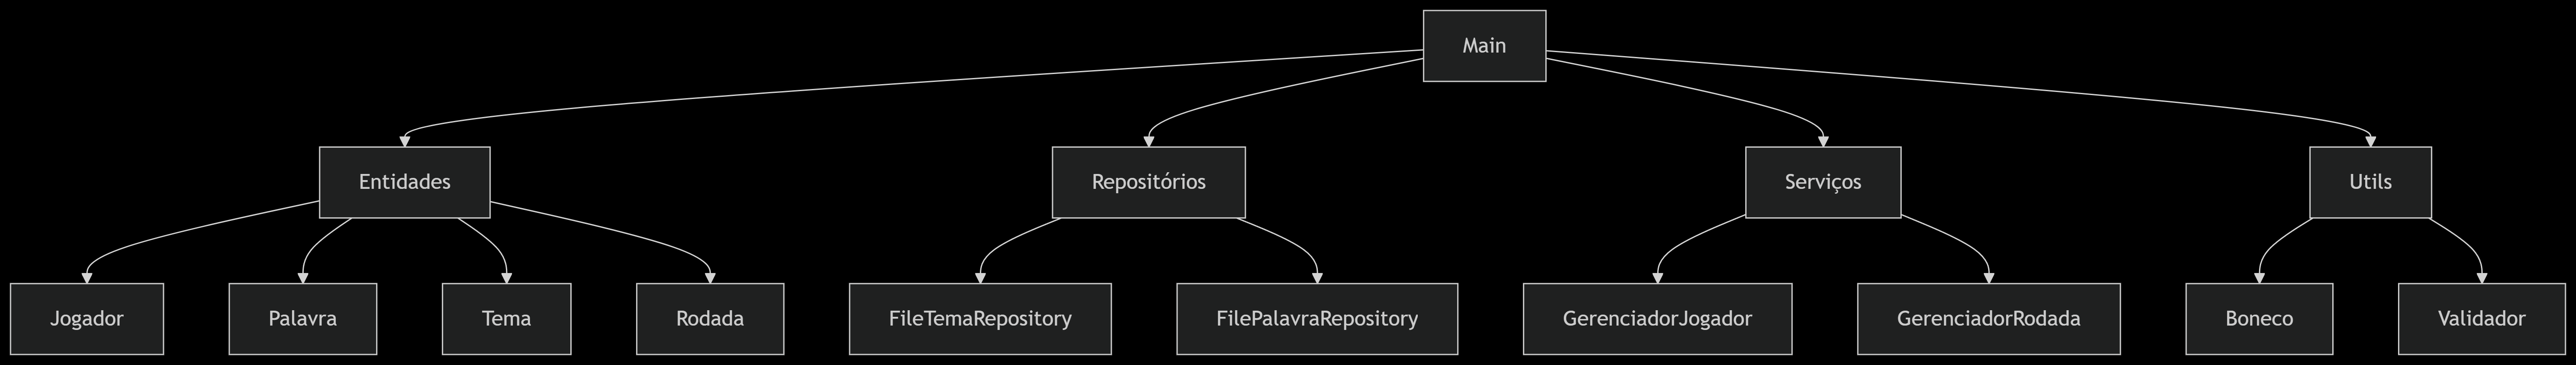 Main
Entidades
Repositórios
Serviços
Utils
Jogador
Palavra
Tema
Rodada
FileTemaRepository
FilePalavraRepository
GerenciadorJogador
GerenciadorRodada
Boneco
Validador